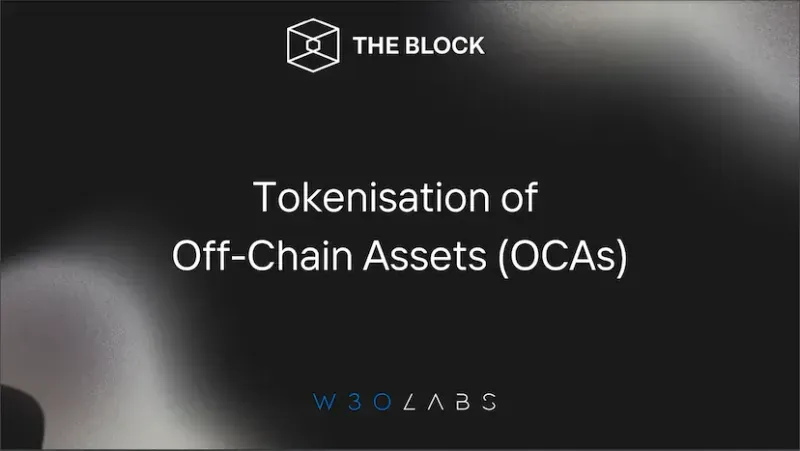 THE BLOCK
Tokenisation of
Off-Chain Assets (OCAs)
W3OLABS